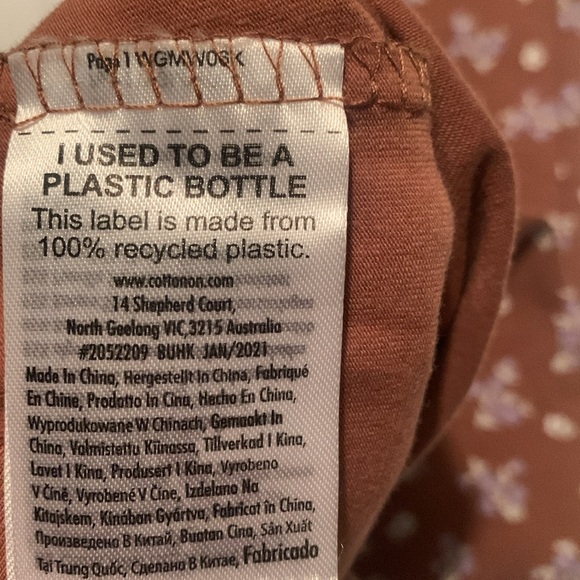 Page 1 WGMW06K
I USED TO BE A
PLASTIC BOTTLE
This label is made from
100% recycled plastic.
www.cottonon.com
14 Shepherd Court,
North Geelong VIC 3215 Australia
#2052209 BUHK JAN/2021
Made In China, Hergestellt In China, Fabriqué
En Chine, Prodotto In Cina, Hecho En China,
Wyprodukowane W Chinach, Gemaakt In
China, Valmistettu Kiinassa, Tillverkad I Kina,
Lavet I Kina, Produsert I Kina, Vyrobeno
V Číně, Vyrobené V Číne, Izdelano Na
Kitajskem, Kínában Gyártva, Fabricat în China,
Произведено В Китай, Buatan Cina, Sản Xuất
Tại Trung Quốc, Сделано В Китае, Fabricado